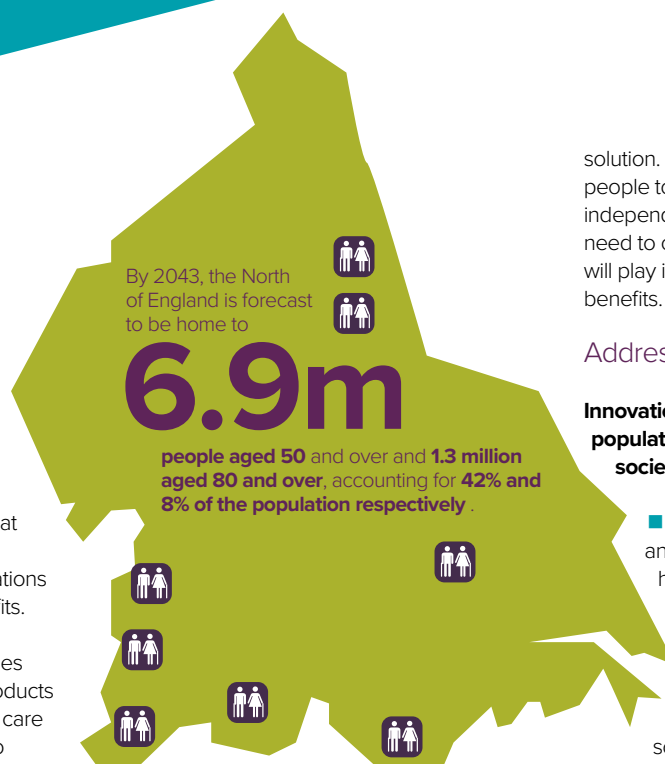 By 2043, the North
of England is forecast
to be home to
6.9m
people aged 50 and over and 1.3 million
aged 80 and over, accounting for 42% and
8% of the population respectively .
at
ations
its.
es
oducts
care
solution.
people to
independ
need to
will play i
benefits.
Addres
Innovatio
populat
socie
an
h